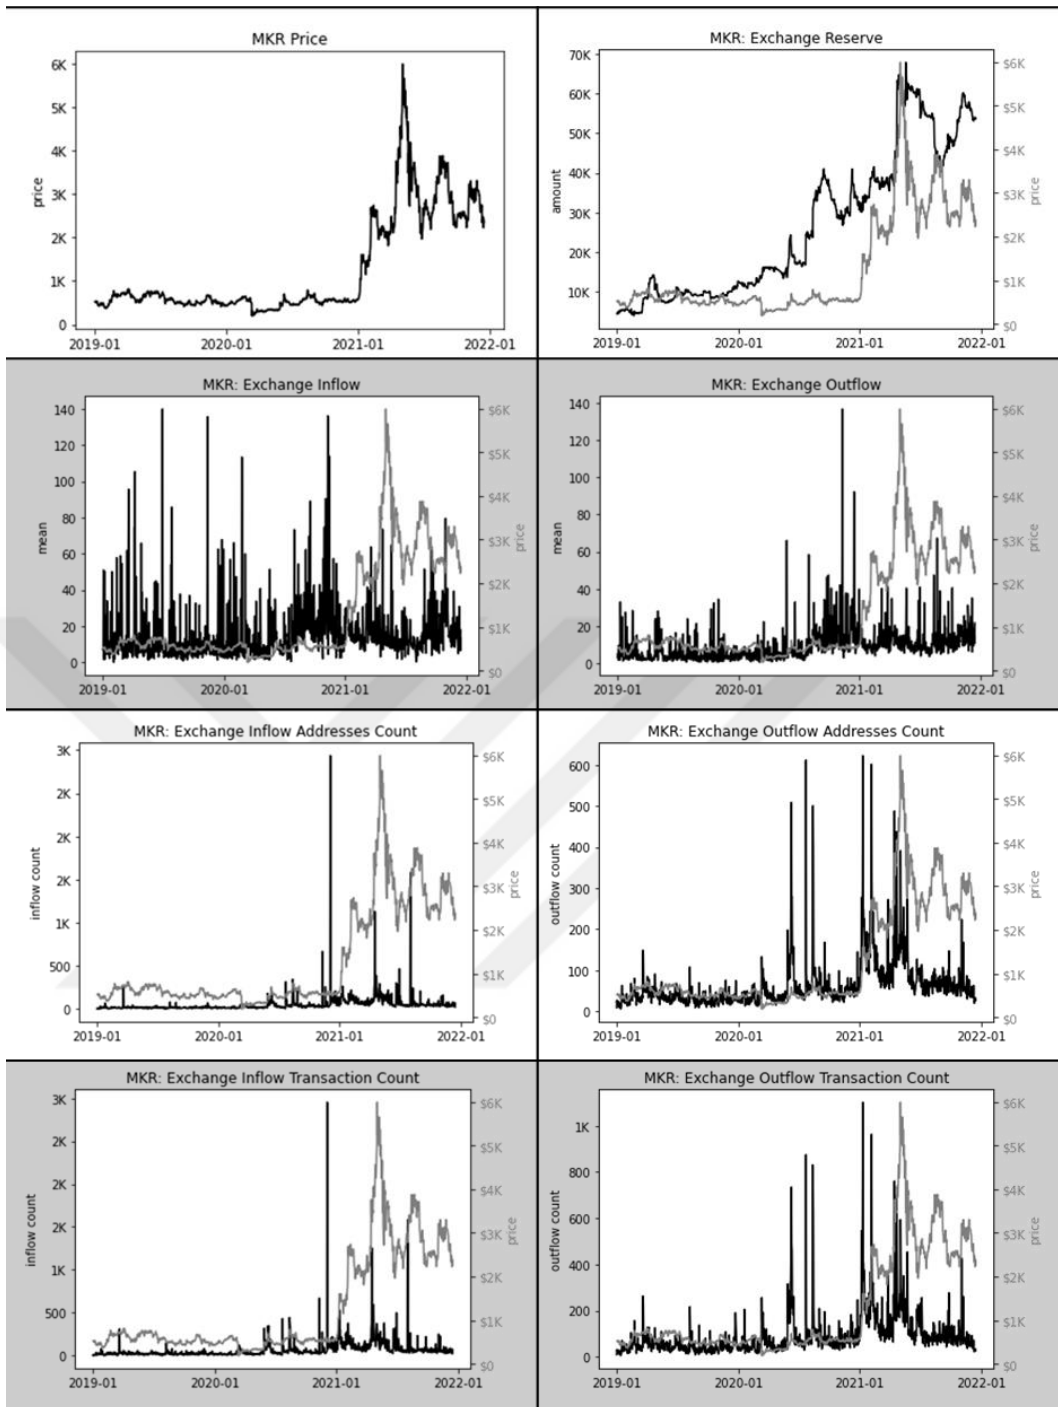 MKR Price
6K
5K
4K
3K
2K
1K
0
price
2019-01 2020-01 2021-01 2022-01
MKR: Exchange Reserve
70K
60K
50K
40K
30K
20K
10K
amount
$6K
$5K
$4K
$3K
$2K
$1K
$0
price
2019-01 2020-01 2021-01 2022-01
MKR: Exchange Inflow
140
120
100
80
60
40
20
0
mean
$6K
$5K
$4K
$3K
$2K
$1K
$0
price
2019-01 2020-01 2021-01 2022-01
MKR: Exchange Outflow
140
120
100
80
60
40
20
0
mean
$6K
$5K
$4K
$3K
$2K
$1K
$0
price
2019-01 2020-01 2021-01 2022-01
MKR: Exchange Inflow Addresses Count
3K
2K
2K
2K
1K
500
0
inflow count
$6K
$5K
$4K
$3K
$2K
$1K
$0
price
2019-01 2020-01 2021-01 2022-01
MKR: Exchange Outflow Addresses Count
600
500
400
300
200
100
0
outflow count
$6K
$5K
$4K
$3K
$2K
$1K
$0
price
2019-01 2020-01 2021-01 2022-01
MKR: Exchange Inflow Transaction Count
3K
2K
2K
2K
1K
500
0
inflow count
$6K
$5K
$4K
$3K
$2K
$1K
$0
price
2019-01 2020-01 2021-01 2022-01
MKR: Exchange Outflow Transaction Count
1K
800
600
400
200
0
outflow count
$6K
$5K
$4K
$3K
$2K
$1K
$0
price
2019-01 2020-01 2021-01 2022-01